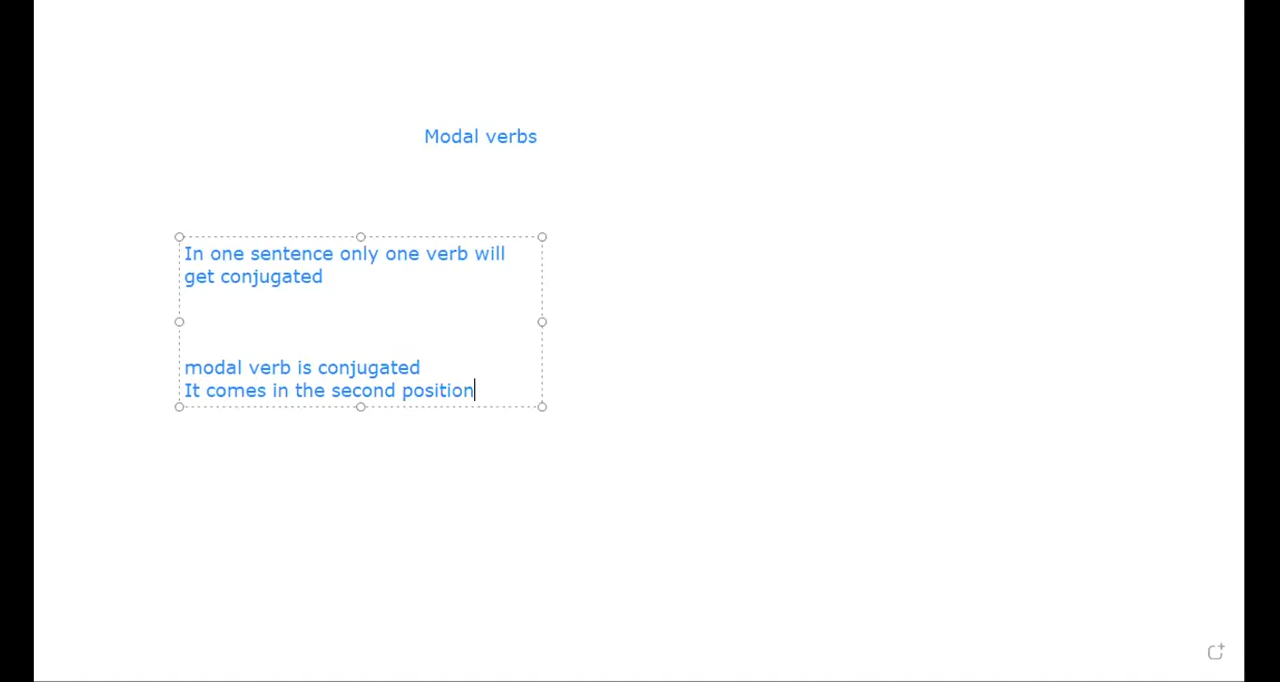 Modal verbs
In one sentence only one verb will
get conjugated
modal verb is conjugated
It comes in the second position